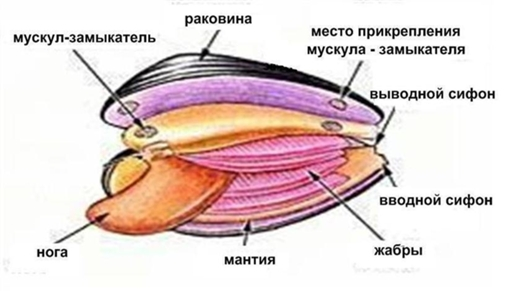 раковина
мускул-замыкатель
место прикрепления
мускула - замыкателя
выводной сифон
вводной сифон
нога
мантия
жабры